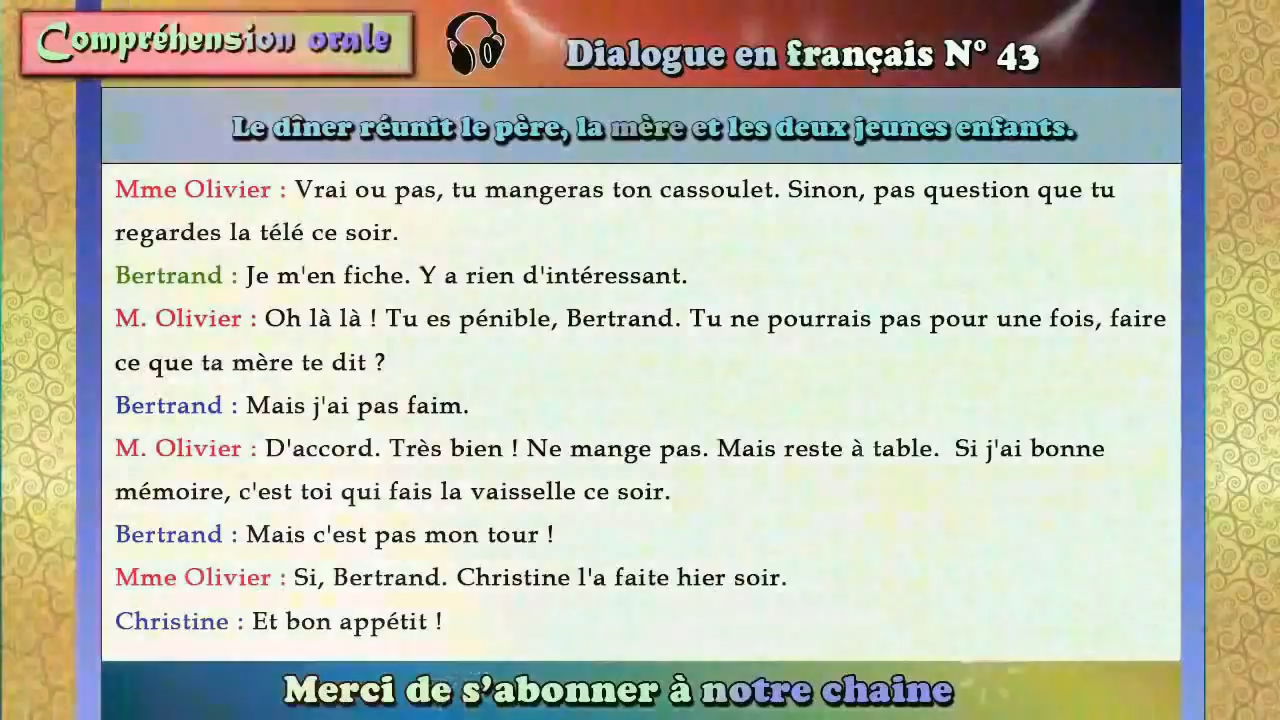 Compréhension orale
Dialogue en français N° 43
Le dîner réunit le père, la mère et les deux jeunes enfants.
Mme Olivier : Vrai ou pas, tu mangeras ton cassoulet. Sinon, pas question que tu
regardes la télé ce soir.
Bertrand : Je m'en fiche. Y a rien d'intéressant.
M. Olivier : Oh là là ! Tu es pénible, Bertrand. Tu ne pourrais pas pour une fois, faire
ce que ta mère te dit ?
Bertrand : Mais j'ai pas faim.
M. Olivier : D'accord. Très bien ! Ne mange pas. Mais reste à table. Si j'ai bonne
mémoire, c'est toi qui fais la vaisselle ce soir.
Bertrand : Mais c'est pas mon tour !
Mme Olivier : Si, Bertrand. Christine l'a faite hier soir.
Christine : Et bon appétit !
Merci de s'abonner à notre chaine